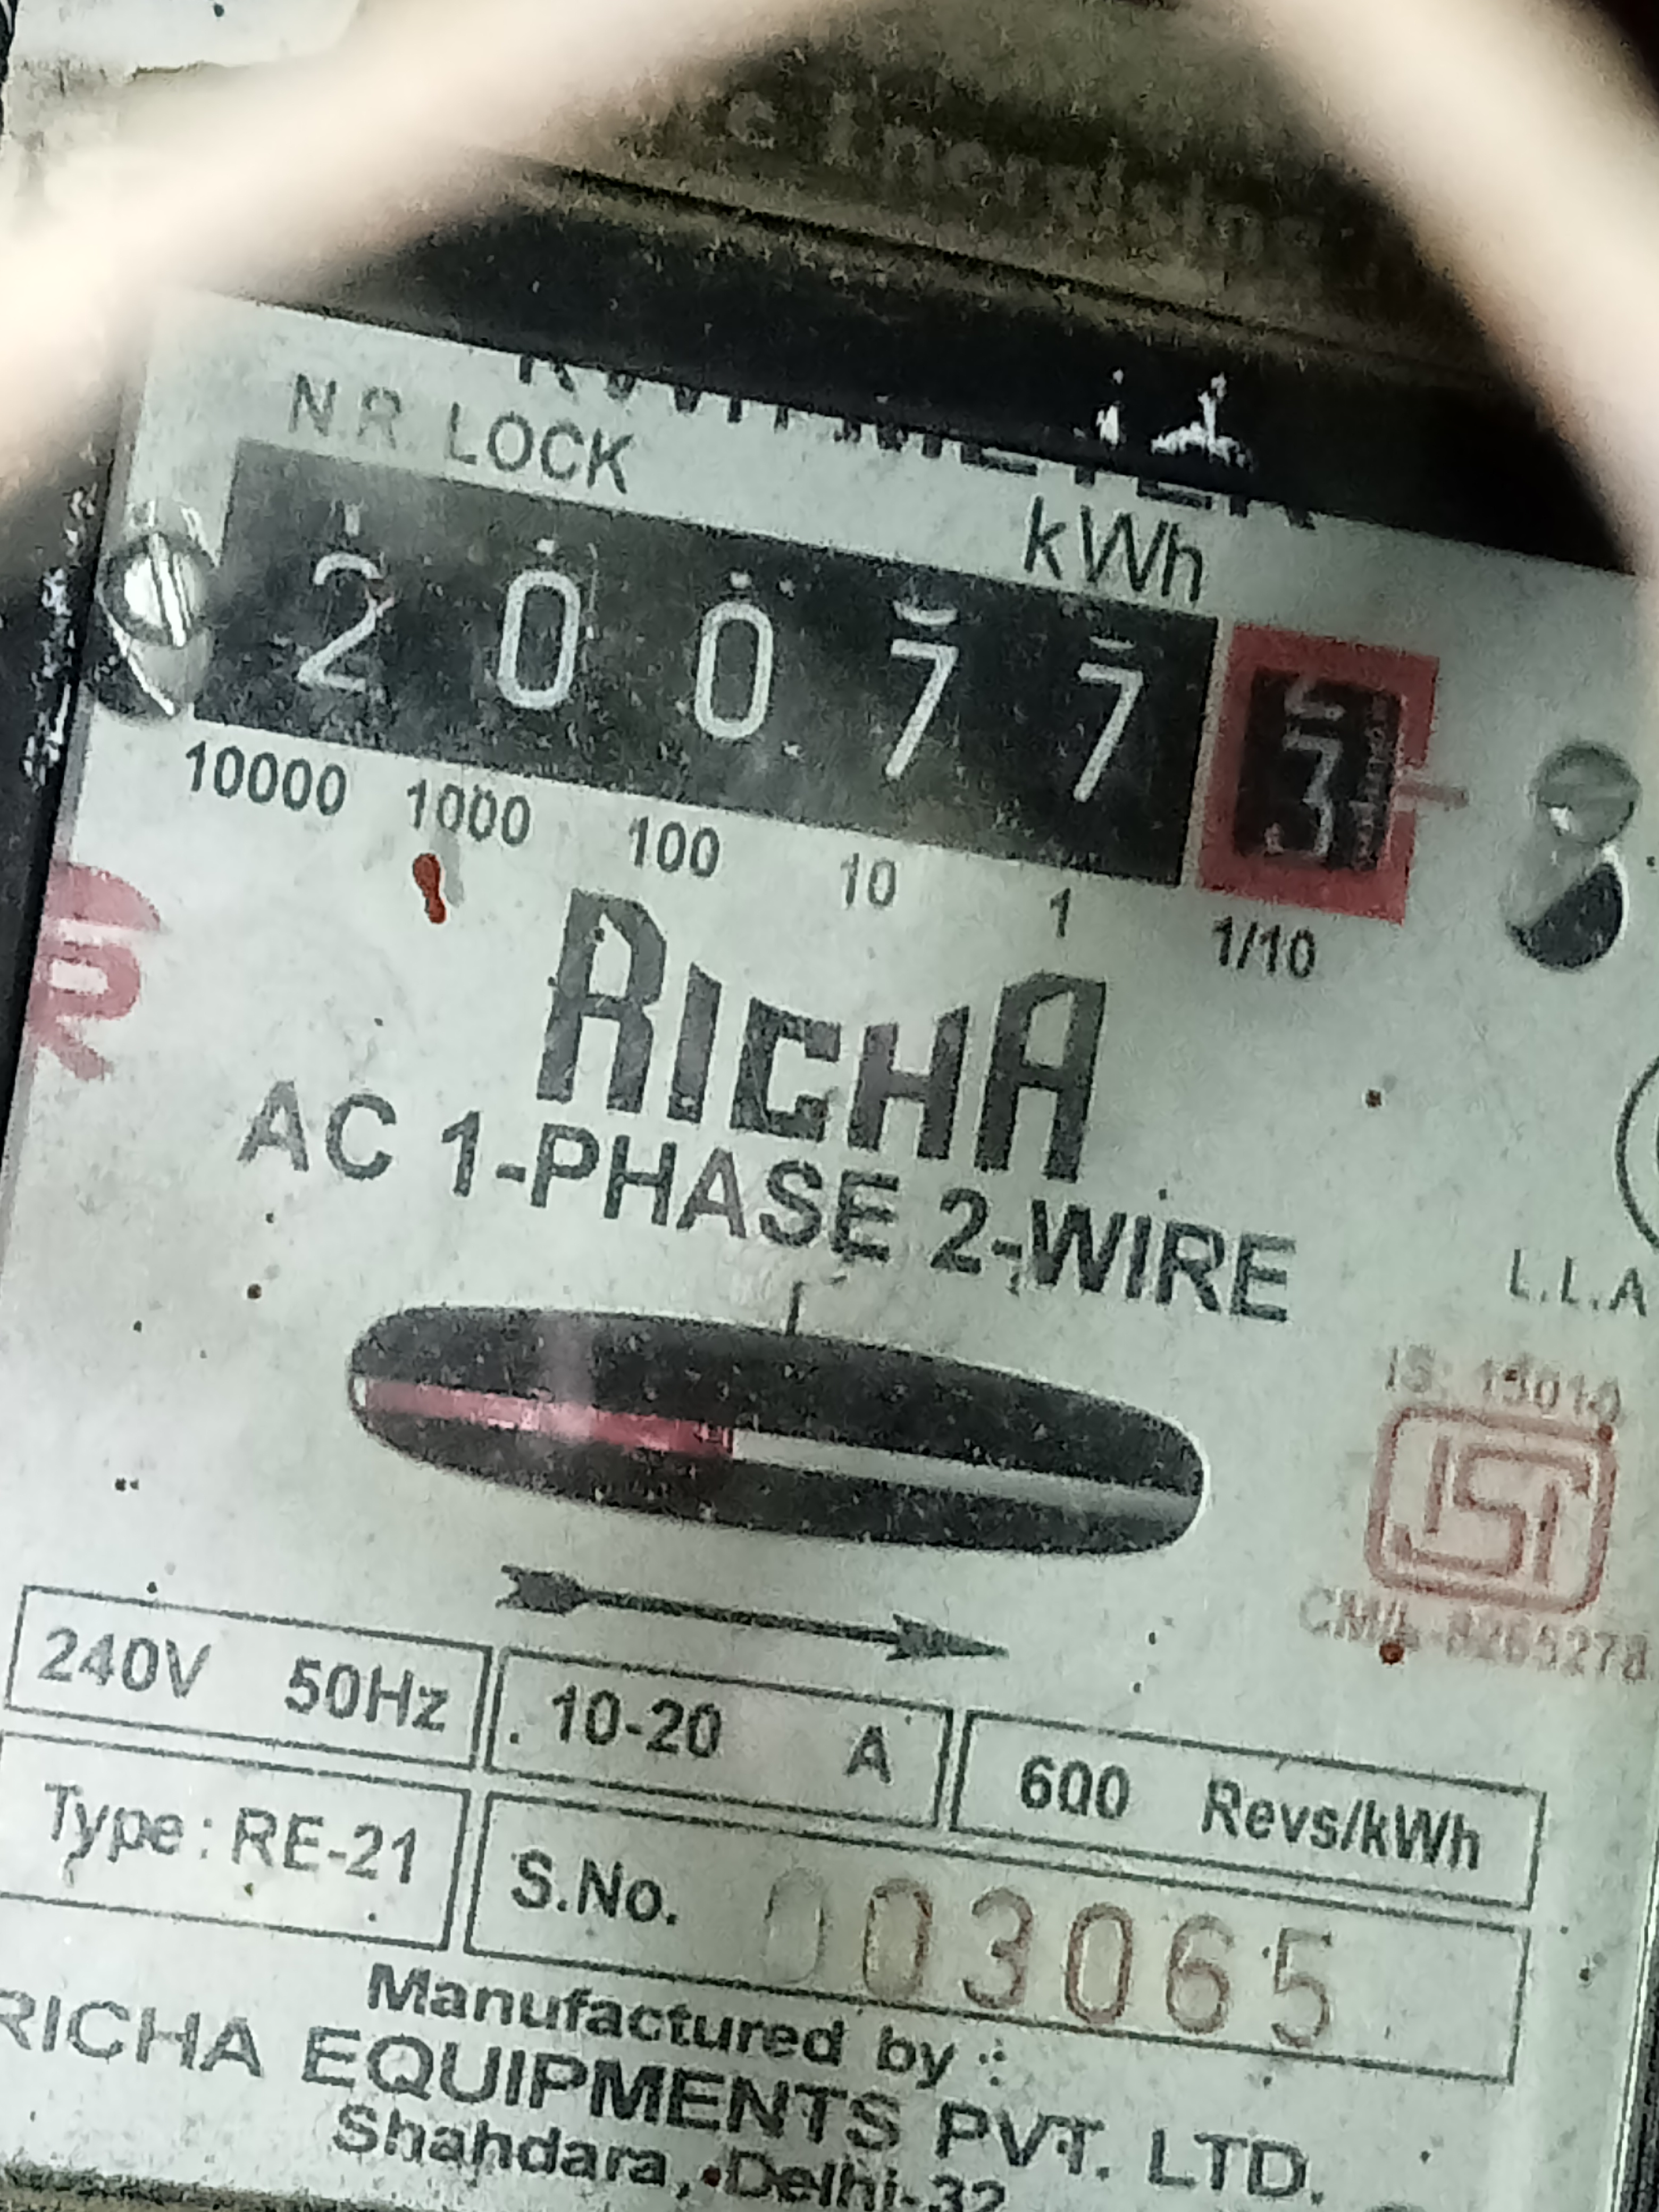 N.R. LOCK
kWh
2 0 0 7 7 3
10000 1000 100 10 1 1/10
RICHA
AC 1-PHASE 2-WIRE
L.L.A
IS: 13010
CM/L-8265278
240V 50Hz 10-20 A 600 Revs/kWh
Type: RE-21 S.No. 003065
Manufactured by :
RICHA EQUIPMENTS PVT. LTD.
Shahdara, Delhi-32